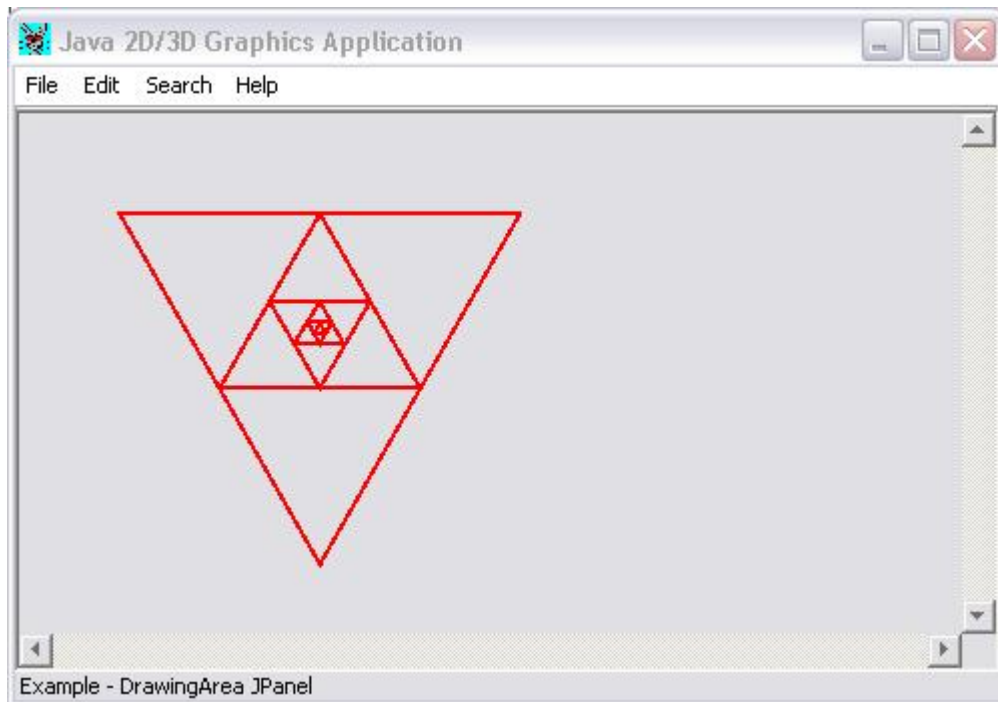 Java 2D/3D Graphics Application
File Edit Search Help
Example - DrawingArea JPanel